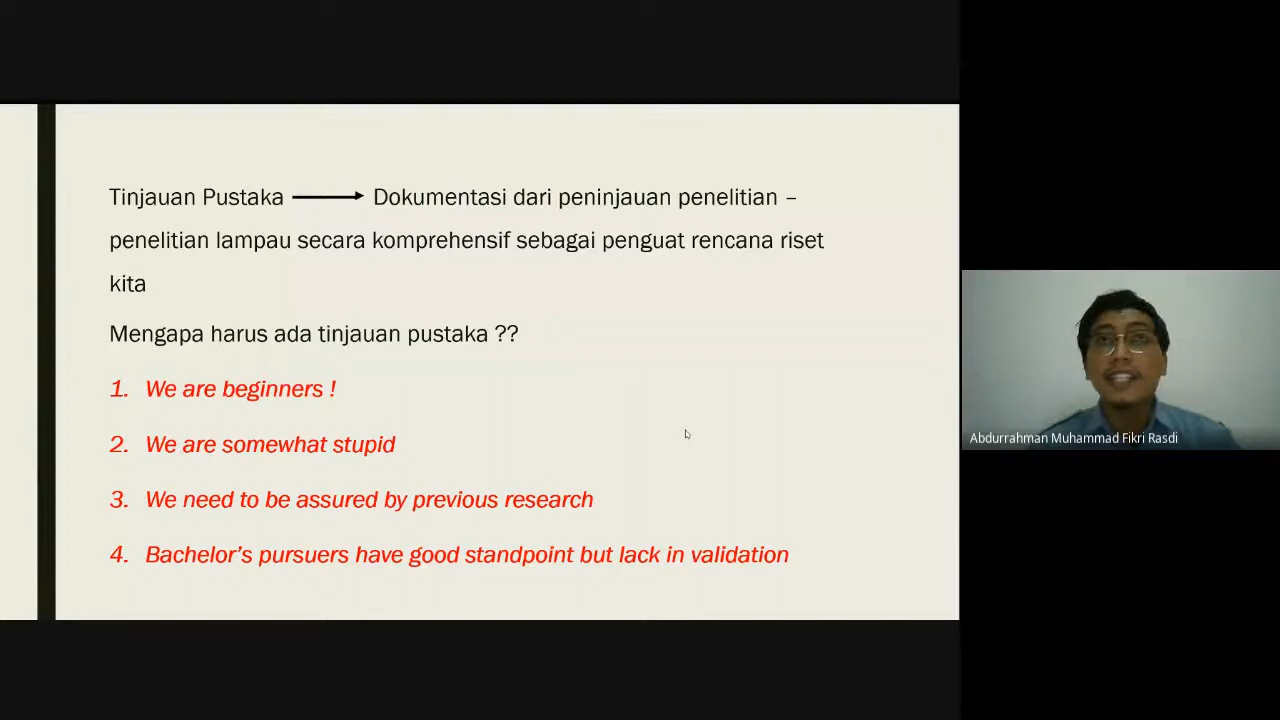 Tinjauan Pustaka → Dokumentasi dari peninjauan penelitian –
penelitian lampau secara komprehensif sebagai penguat rencana riset
kita
Mengapa harus ada tinjauan pustaka ??
1. We are beginners !
2. We are somewhat stupid
3. We need to be assured by previous research
4. Bachelor’s pursuers have good standpoint but lack in validation
Abdurrahman Muhammad Fikri Rasdi